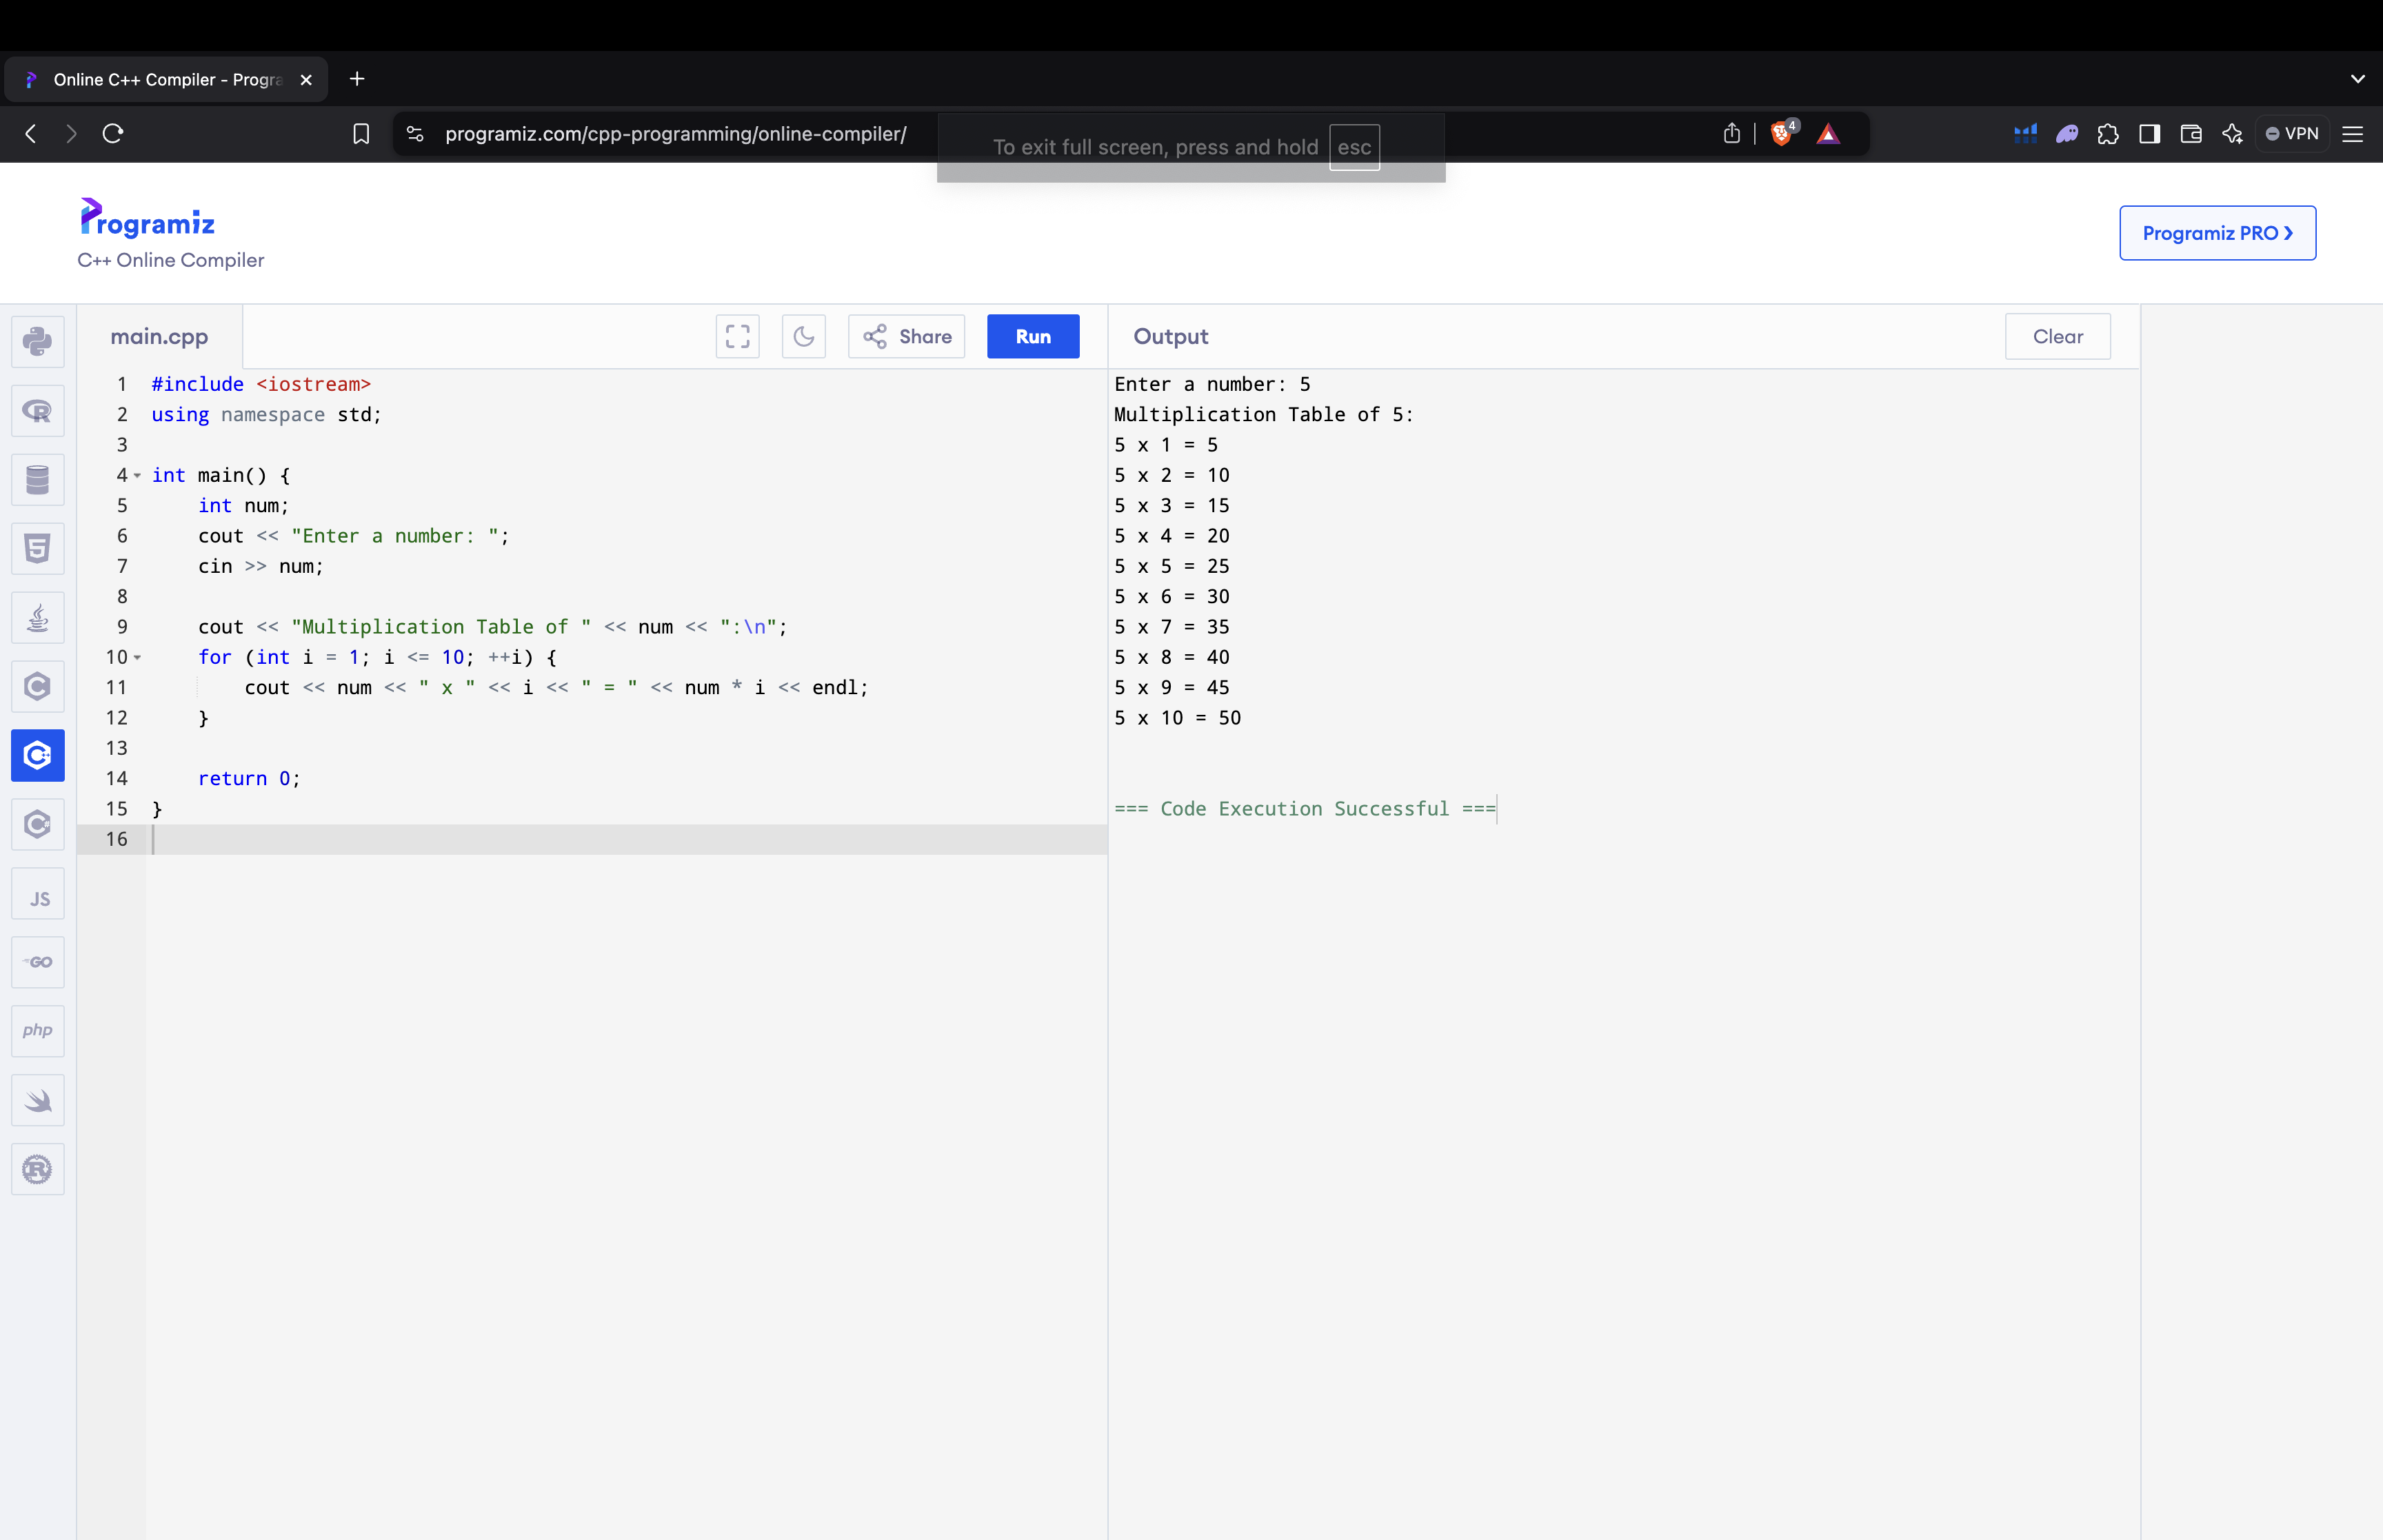 Online C++ Compiler - Progra
programiz.com/cpp-programming/online-compiler/
To exit full screen, press and hold esc
4
VPN
Programiz
C++ Online Compiler
Programiz PRO ❯
main.cpp
Share
Run
Output
Clear
1 #include <iostream>
2 using namespace std;
3
4 int main() {
5     int num;
6     cout << "Enter a number: ";
7     cin >> num;
8
9     cout << "Multiplication Table of " << num << ":\n";
10     for (int i = 1; i <= 10; ++i) {
11         cout << num << " x " << i << " = " << num * i << endl;
12     }
13
14     return 0;
15 }
16
Enter a number: 5
Multiplication Table of 5:
5 x 1 = 5
5 x 2 = 10
5 x 3 = 15
5 x 4 = 20
5 x 5 = 25
5 x 6 = 30
5 x 7 = 35
5 x 8 = 40
5 x 9 = 45
5 x 10 = 50
=== Code Execution Successful ===
R
5
C
C++
C#
JS
GO
php
R